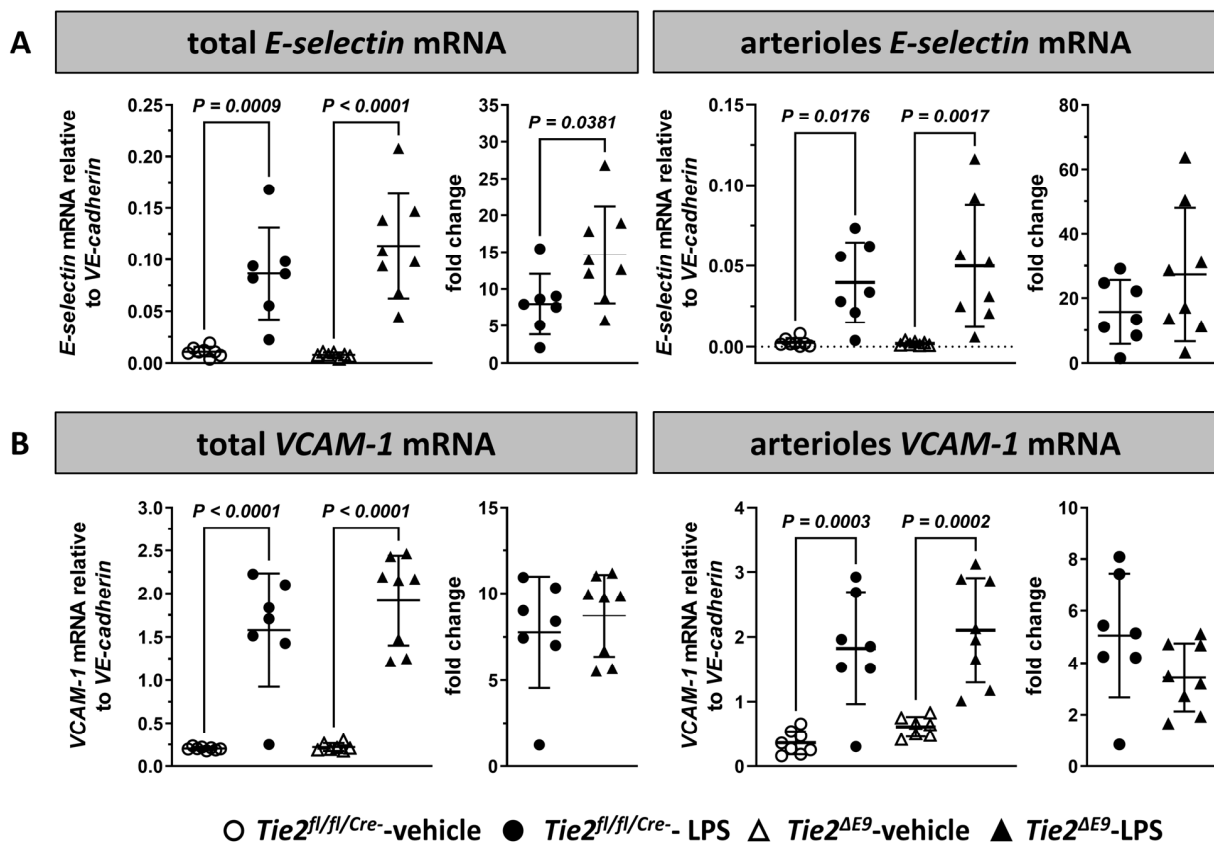 A
total E-selectin mRNA
arterioles E-selectin mRNA
E-selectin mRNA relative
to VE-cadherin
0.25
0.20
0.15
0.10
0.05
0.00
P = 0.0009
P < 0.0001
fold change
35
30
25
20
15
10
5
0
P = 0.0381
E-selectin mRNA relative
to VE-cadherin
0.15
0.10
0.05
0.00
P = 0.0176
P = 0.0017
fold change
80
60
40
20
0
B
total VCAM-1 mRNA
arterioles VCAM-1 mRNA
VCAM-1 mRNA relative
to VE-cadherin
3.0
2.5
2.0
1.5
1.0
0.5
0.0
P < 0.0001
P < 0.0001
fold change
15
10
5
0
VCAM-1 mRNA relative
to VE-cadherin
4
3
2
1
0
P = 0.0003
P = 0.0002
fold change
10
8
6
4
2
0
Tie2fl/fl/Cre--vehicle Tie2fl/fl/Cre-- LPS Tie2ΔE9-vehicle Tie2ΔE9-LPS